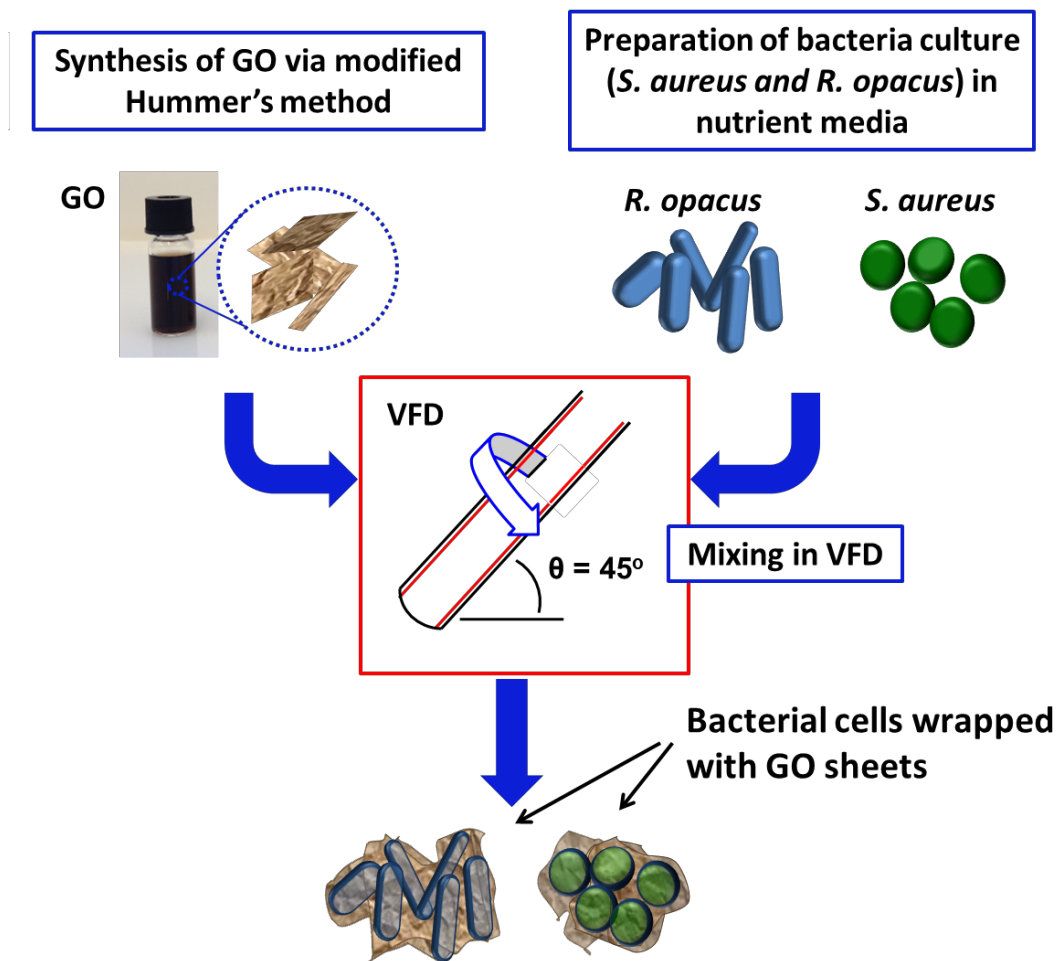 Synthesis of GO via modified
Hummer's method
Preparation of bacteria culture
(S. aureus and R. opacus) in
nutrient media
GO
R. opacus
S. aureus
VFD
θ = 45º
Mixing in VFD
Bacterial cells wrapped
with GO sheets